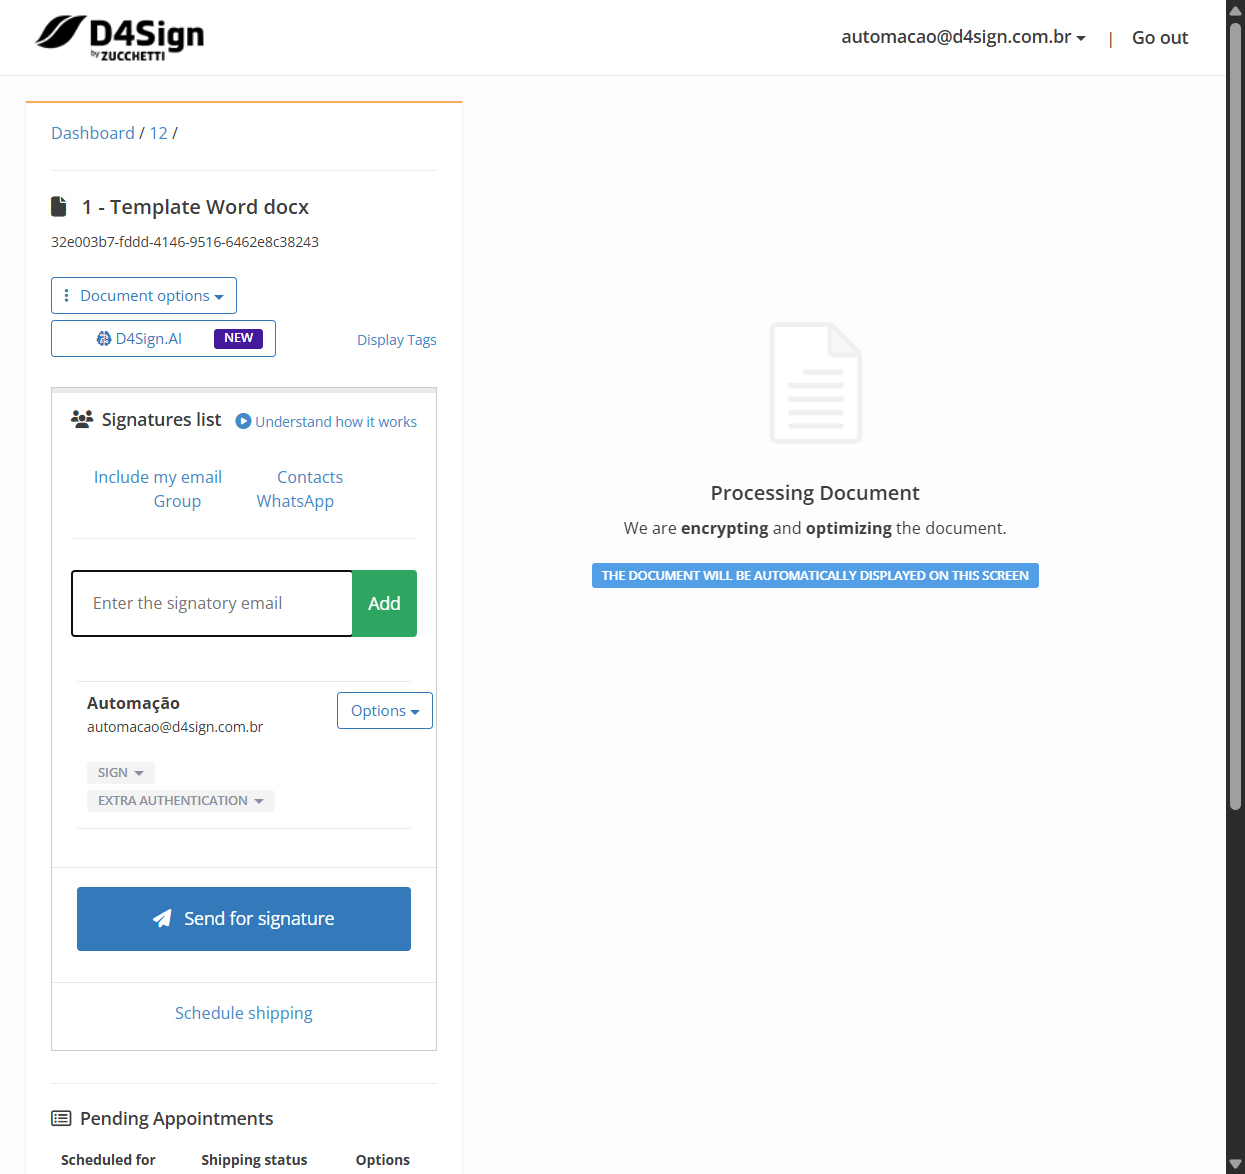 D4Sign
by ZUCCHETTI
automacao@d4sign.com.br
|
Go out
Dashboard / 12 /
1 - Template Word docx
32e003b7-fddd-4146-9516-6462e8c38243
Document options
D4Sign.AI NEW
Display Tags
Signatures list
Understand how it works
Include my email
Contacts
Group
WhatsApp
Enter the signatory email
Add
Automação
automacao@d4sign.com.br
Options
SIGN
EXTRA AUTHENTICATION
Send for signature
Schedule shipping
Pending Appointments
Scheduled for Shipping status Options
Processing Document
We are encrypting and optimizing the document.
THE DOCUMENT WILL BE AUTOMATICALLY DISPLAYED ON THIS SCREEN